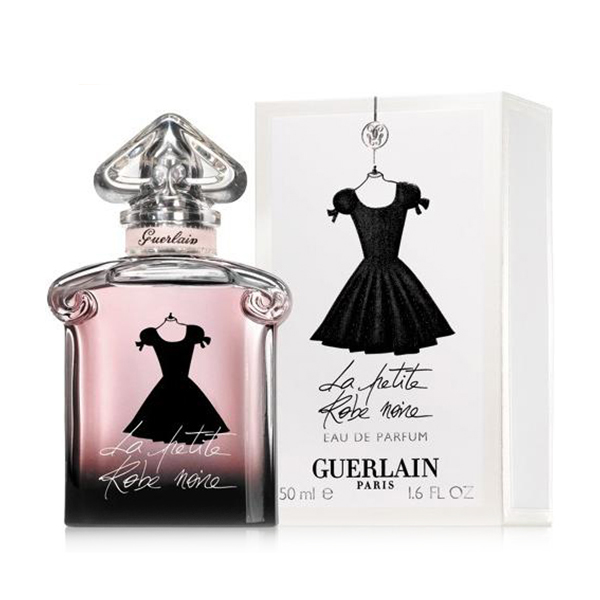 Guerlain
La petite
Robe noire
La petite
Robe noire
EAU DE PARFUM
GUERLAIN
PARIS
50 ml e 1.6 FL OZ